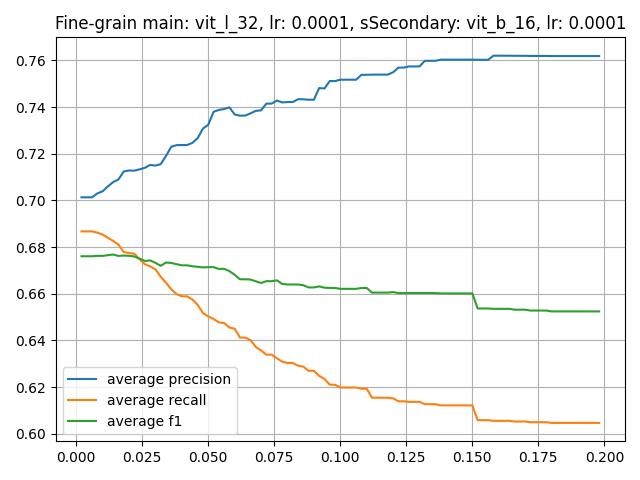 Fine-grain main: vit_l_32, lr: 0.0001, sSecondary: vit_b_16, lr: 0.0001
0.76
0.74
0.72
0.70
0.68
0.66
0.64
0.62
0.60
average precision
average recall
average f1
0.000 0.025 0.050 0.075 0.100 0.125 0.150 0.175 0.200